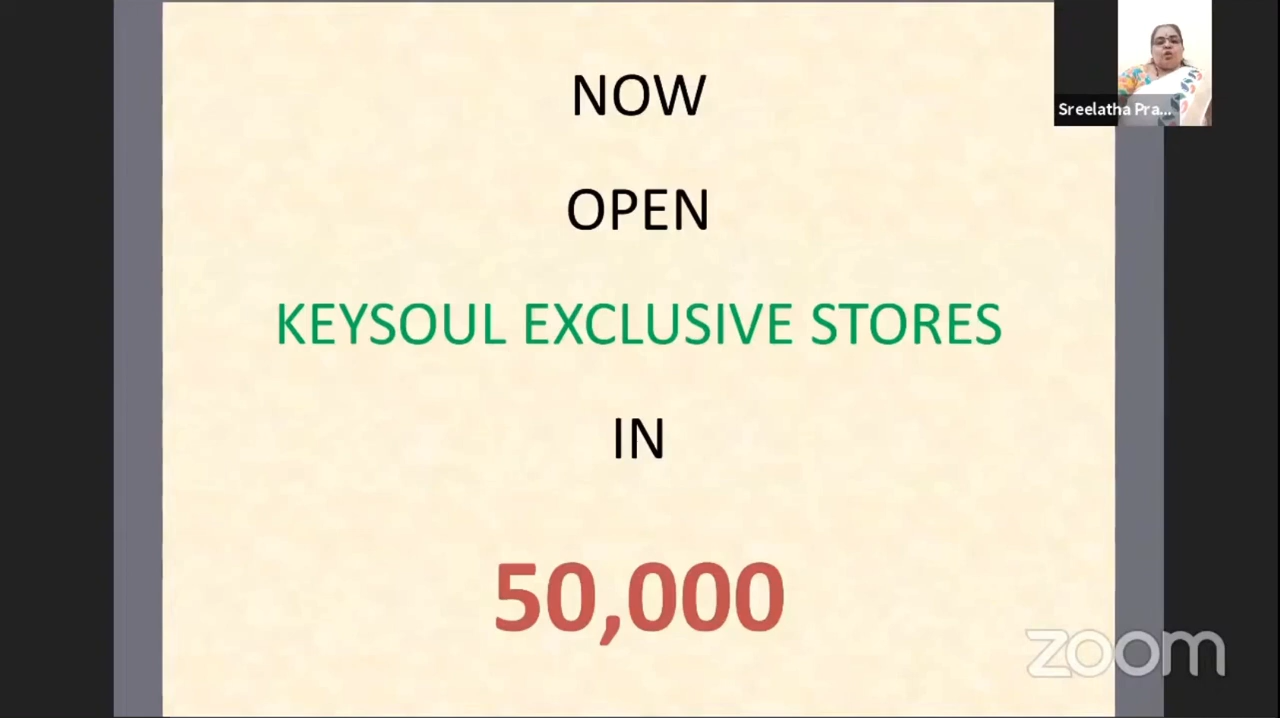 NOW
OPEN
KEYSOUL EXCLUSIVE STORES
IN
50,000
Sreelatha Pra...
zoom